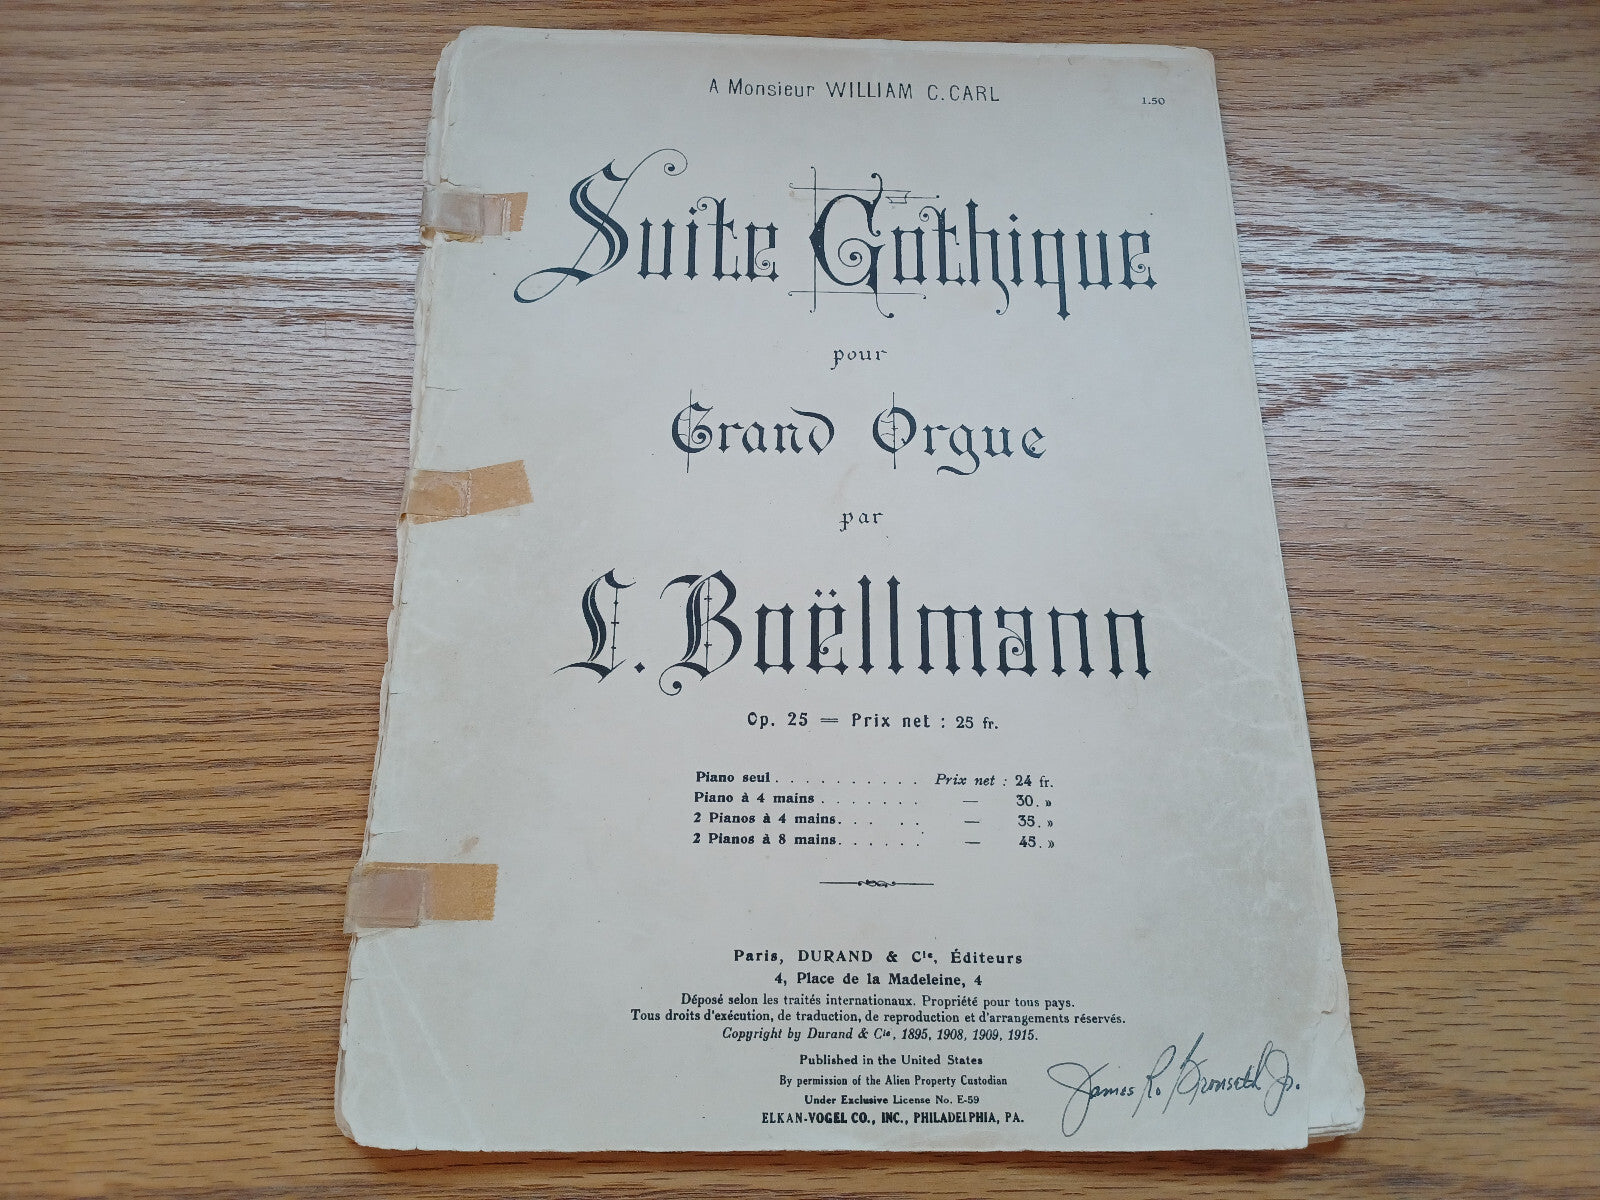 A Monsieur WILLIAM C. CARL
1.50
Suite Gothique
pour
Grand Orgue
par
L. Boëllmann
Op. 25 = Prix net : 25 fr.
Piano seul . . . . . . . . . . Prix net : 24 fr.
Piano à 4 mains . . . . . . . — 30. »
2 Pianos à 4 mains. . . . . — 35. »
2 Pianos à 8 mains. . . . . . — 45. »
Paris, DURAND & Cie, Éditeurs
4, Place de la Madeleine, 4
Déposé selon les traités internationaux. Propriété pour tous pays.
Tous droits d'exécution, de traduction, de reproduction et d'arrangements réservés.
Copyright by Durand & Cie, 1895, 1908, 1909, 1915.
Published in the United States
By permission of the Alien Property Custodian
Under Exclusive License No. E-59
ELKAN-VOGEL CO., INC., PHILADELPHIA, PA.
James R. Jr.